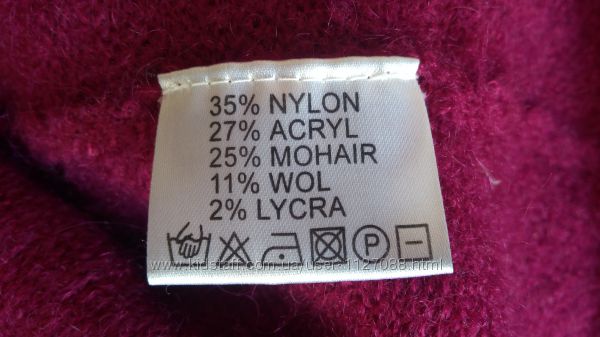 35% NYLON
27% ACRYL
25% MOHAIR
11% WOL
2% LYCRA
P
www.kidstaff.com.ua/user-1127088.html